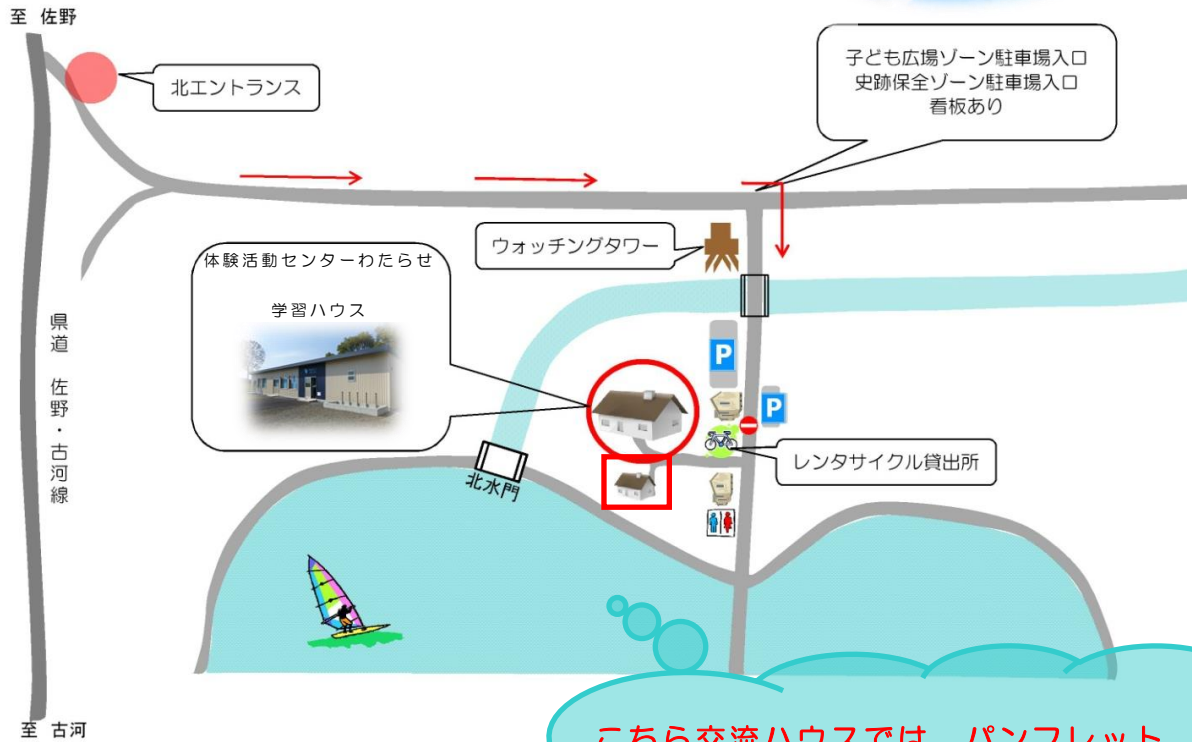 至 佐野
北エントランス
子ども広場ゾーン駐車場入口
史跡保全ゾーン駐車場入口
看板あり
ウォッチングタワー
体験活動センターわたらせ
学習ハウス
県道 佐野・古河線
P
P
レンタサイクル貸出所
北水門
至 古河
こちら交流ハウスでは、パンフレット